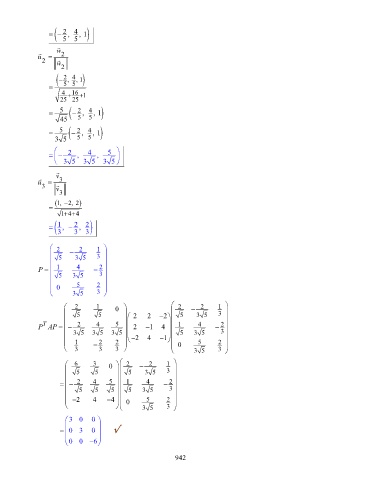 = (−2/5, 4/5, 1)
n⃗₂ = u⃗₂/‖u⃗₂‖
= (−2/5, 4/5, 1)/√(4/25 + 16/25 + 1)
= 5/√45 (−2/5, 4/5, 1)
= 5/(3√5) (−2/5, 4/5, 1)
= (−2/(3√5), 4/(3√5), 5/(3√5))
n⃗₃ = v⃗₃/‖v⃗₃‖
= (1, −2, 2)/√(1+4+4)
= (1/3, −2/3, 2/3)
P = ( 2/√5 −2/(3√5) 1/3
1/√5 4/(3√5) −2/3
0 5/(3√5) 2/3 )
PᵀAP = ( 2/√5 1/√5 0
−2/(3√5) 4/(3√5) 5/(3√5)
1/3 −2/3 2/3 ) ( 2 2 −2
2 −1 4
−2 4 −1 ) ( 2/√5 −2/(3√5) 1/3
1/√5 4/(3√5) −2/3
0 5/(3√5) 2/3 )
= ( 6/√5 3/√5 0
−2/√5 4/√5 5/√5
−2 4 −4 ) ( 2/√5 −2/(3√5) 1/3
1/√5 4/(3√5) −2/3
0 5/(3√5) 2/3 )
= ( 3 0 0
0 3 0
0 0 −6 ) ✓
942